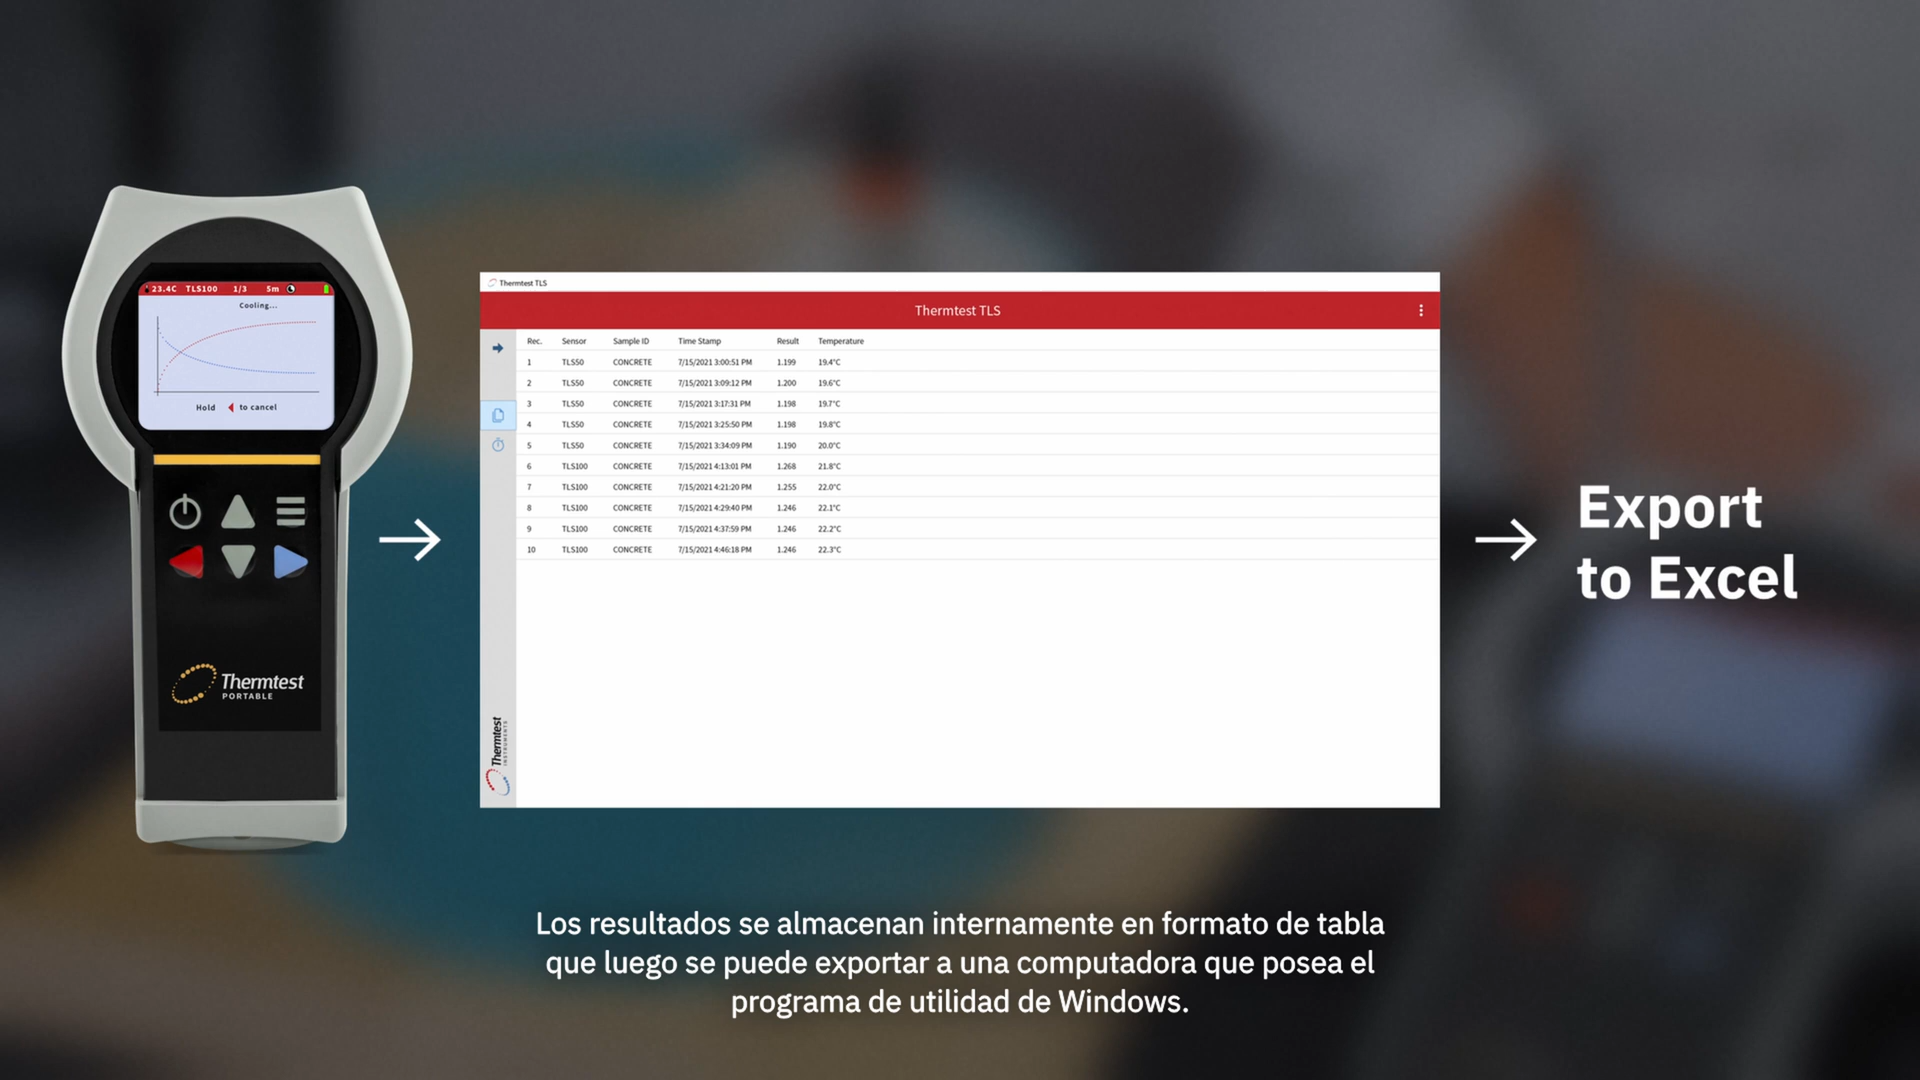 23.4C TLS100 1/3 5m
Cooling...
Hold to cancel
Thermtest
PORTABLE
Thermtest TLS
Thermtest TLS
Rec. Sensor Sample ID Time Stamp Result Temperature
1 TLS50 CONCRETE 7/15/2021 3:00:51 PM 1.199 19.4°C
2 TLS50 CONCRETE 7/15/2021 3:09:12 PM 1.200 19.6°C
3 TLS50 CONCRETE 7/15/2021 3:17:31 PM 1.198 19.7°C
4 TLS50 CONCRETE 7/15/2021 3:25:50 PM 1.198 19.8°C
5 TLS50 CONCRETE 7/15/2021 3:34:09 PM 1.190 20.0°C
6 TLS100 CONCRETE 7/15/2021 4:13:01 PM 1.268 21.8°C
7 TLS100 CONCRETE 7/15/2021 4:21:20 PM 1.255 22.0°C
8 TLS100 CONCRETE 7/15/2021 4:29:40 PM 1.246 22.1°C
9 TLS100 CONCRETE 7/15/2021 4:37:59 PM 1.246 22.2°C
10 TLS100 CONCRETE 7/15/2021 4:46:18 PM 1.246 22.3°C
Thermtest
INSTRUMENTS
Export
to Excel
Los resultados se almacenan internamente en formato de tabla
que luego se puede exportar a una computadora que posea el
programa de utilidad de Windows.